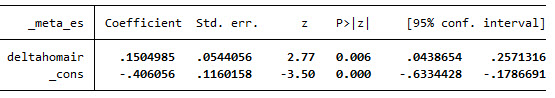 _meta_es Coefficient Std. err. z P>|z| [95% conf. interval]
deltahomair .1504985 .0544056 2.77 0.006 .0438654 .2571316
_cons -.406056 .1160158 -3.50 0.000 -.6334428 -.1786691